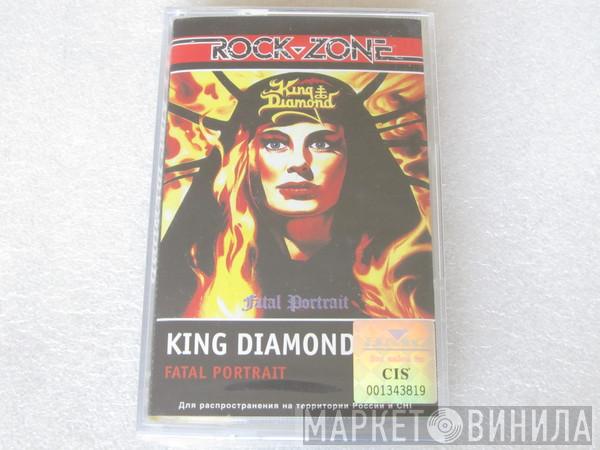 ROCK-ZONE
King Diamond
Fatal Portrait
KING DIAMOND
FATAL PORTRAIT
CIS
001343819
Для распространения на территории России и СНГ
МАРКЕТ ВИНИЛА